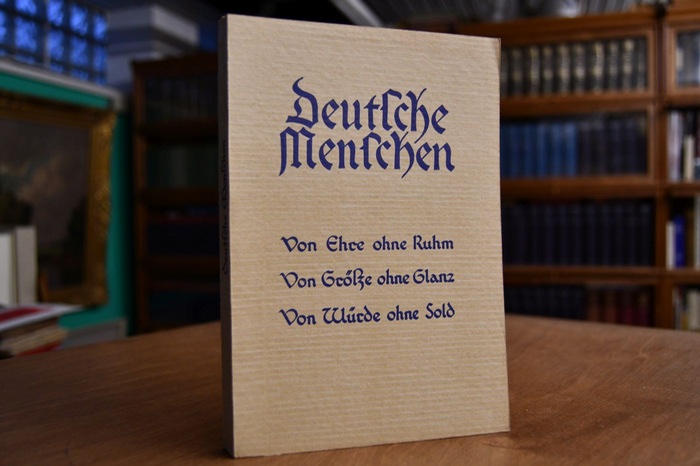 Deutsche
Menschen
Von Ehre ohne Ruhm
Von Größe ohne Glanz
Von Würde ohne Sold